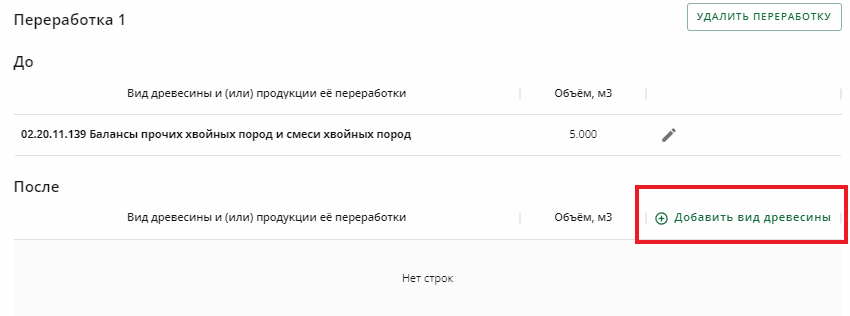 Переработка 1
УДАЛИТЬ ПЕРЕРАБОТКУ
До
Вид древесины и (или) продукции её переработки Объём, м3
02.20.11.139 Балансы прочих хвойных пород и смеси хвойных пород 5.000
После
Вид древесины и (или) продукции её переработки Объём, м3 Добавить вид древесины
Нет строк